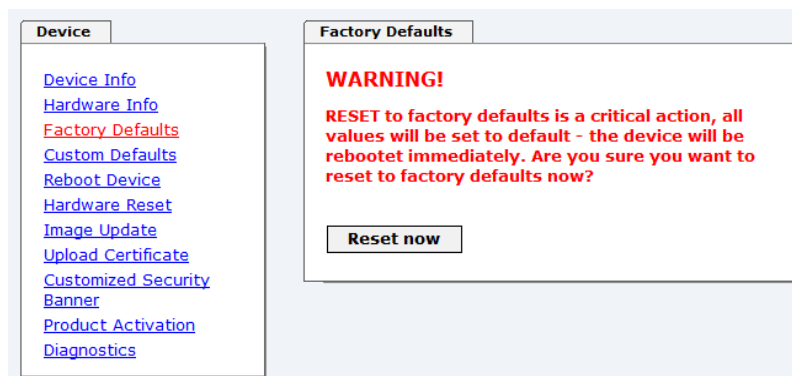 Device
Device Info
Hardware Info
Factory Defaults
Custom Defaults
Reboot Device
Hardware Reset
Image Update
Upload Certificate
Customized Security
Banner
Product Activation
Diagnostics
Factory Defaults
WARNING!
RESET to factory defaults is a critical action, all
values will be set to default - the device will be
rebootet immediately. Are you sure you want to
reset to factory defaults now?
Reset now